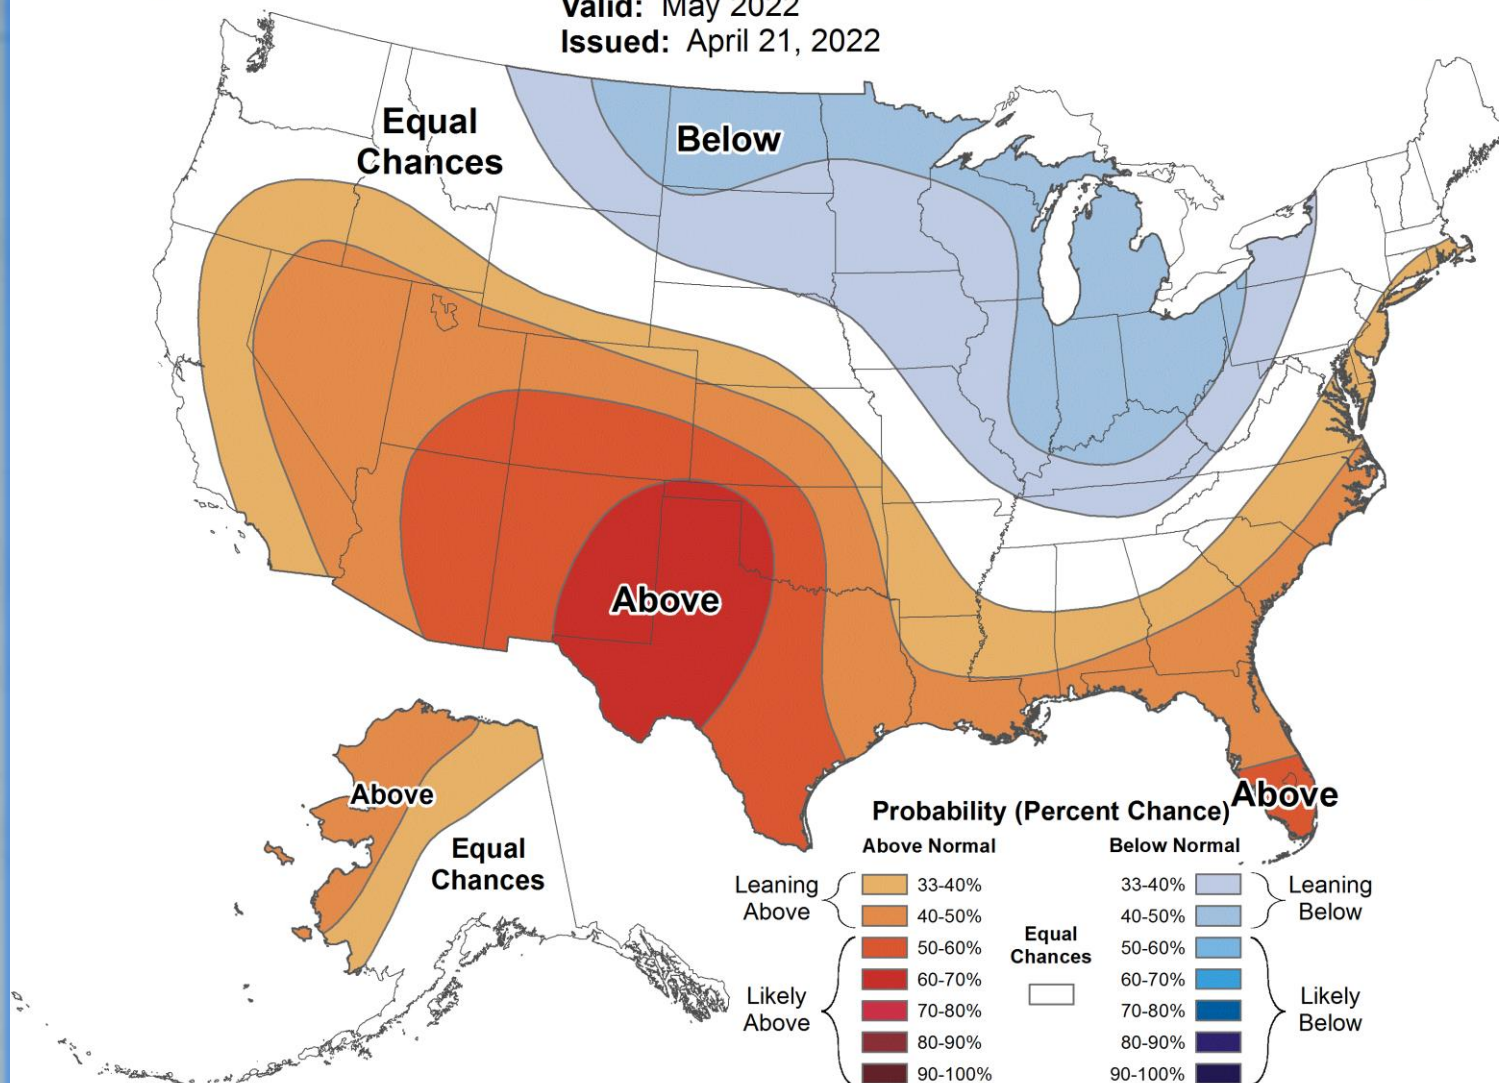 Valid: May 2022
Issued: April 21, 2022
Equal
Chances
Below
Above
Above
Above
Equal
Chances
Probability (Percent Chance)
Above Normal
Below Normal
Leaning
Above
33-40%
40-50%
50-60%
60-70%
70-80%
80-90%
90-100%
Likely
Above
Equal
Chances
33-40%
40-50%
50-60%
60-70%
70-80%
80-90%
90-100%
Leaning
Below
Likely
Below